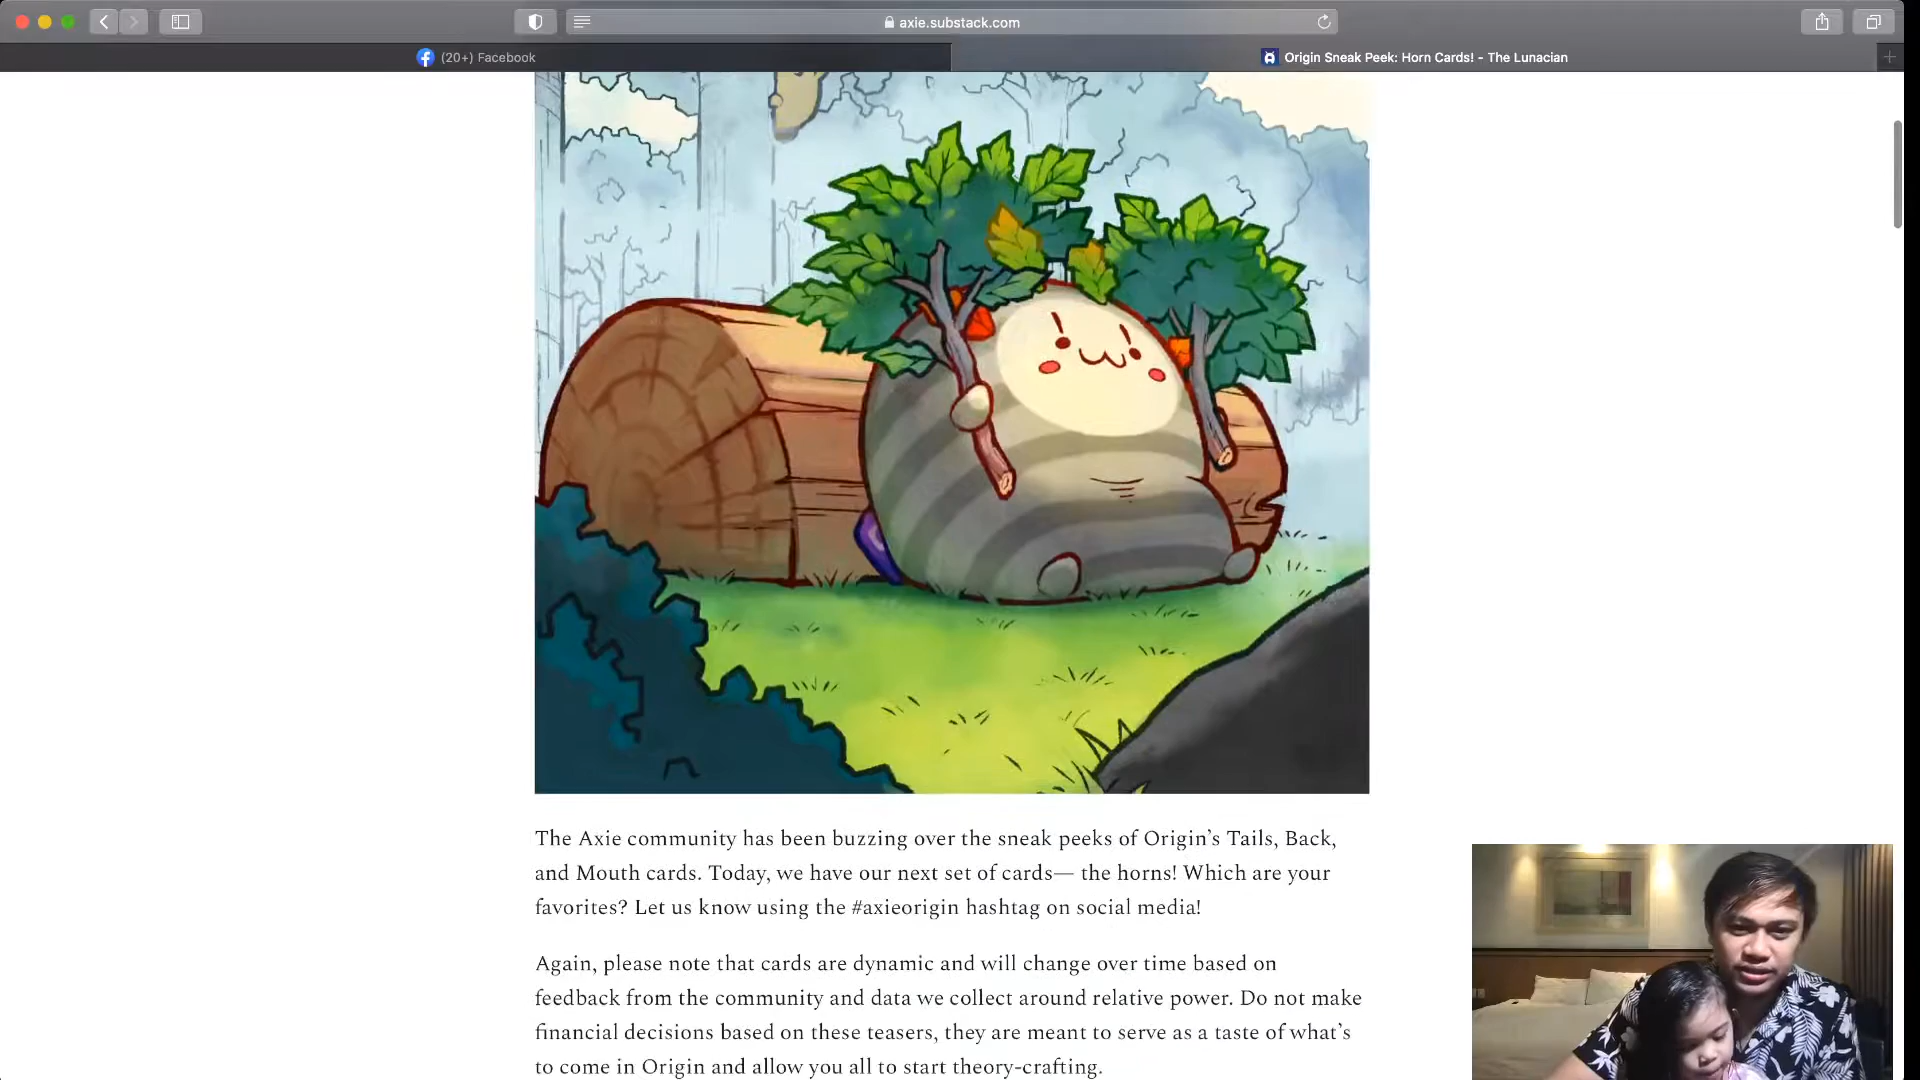 axie.substack.com
(20+) Facebook
Origin Sneak Peek: Horn Cards! - The Lunacian
The Axie community has been buzzing over the sneak peeks of Origin’s Tails, Back,
and Mouth cards. Today, we have our next set of cards— the horns! Which are your
favorites? Let us know using the #axieorigin hashtag on social media!
Again, please note that cards are dynamic and will change over time based on
feedback from the community and data we collect around relative power. Do not make
financial decisions based on these teasers, they are meant to serve as a taste of what’s
to come in Origin and allow you all to start theory-crafting.